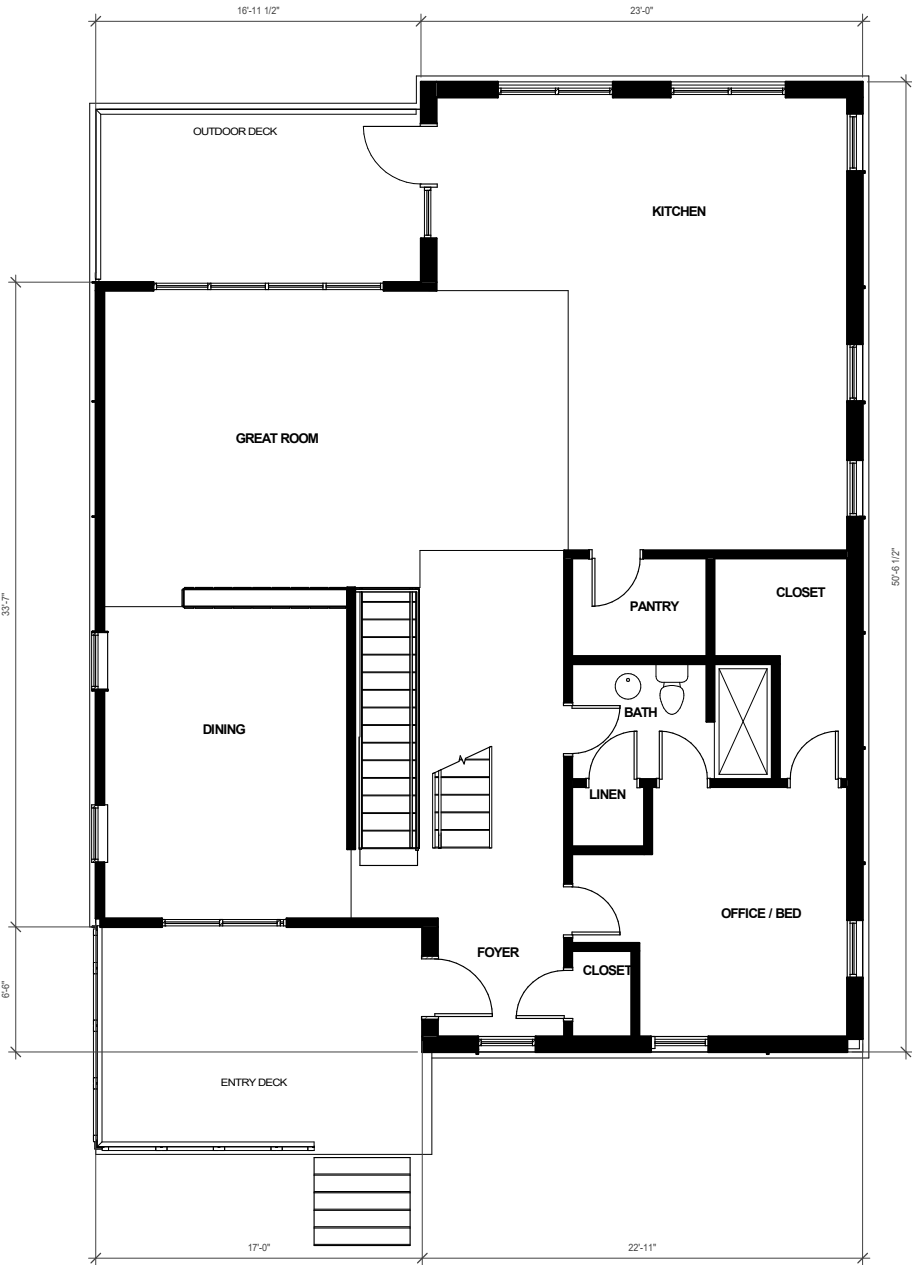 16'-11 1/2"
23'-0"
OUTDOOR DECK
KITCHEN
GREAT ROOM
50'-6 1/2"
33'-7"
PANTRY
CLOSET
BATH
DINING
LINEN
OFFICE / BED
FOYER
CLOSET
6'-6"
ENTRY DECK
17'-0"
22'-11"